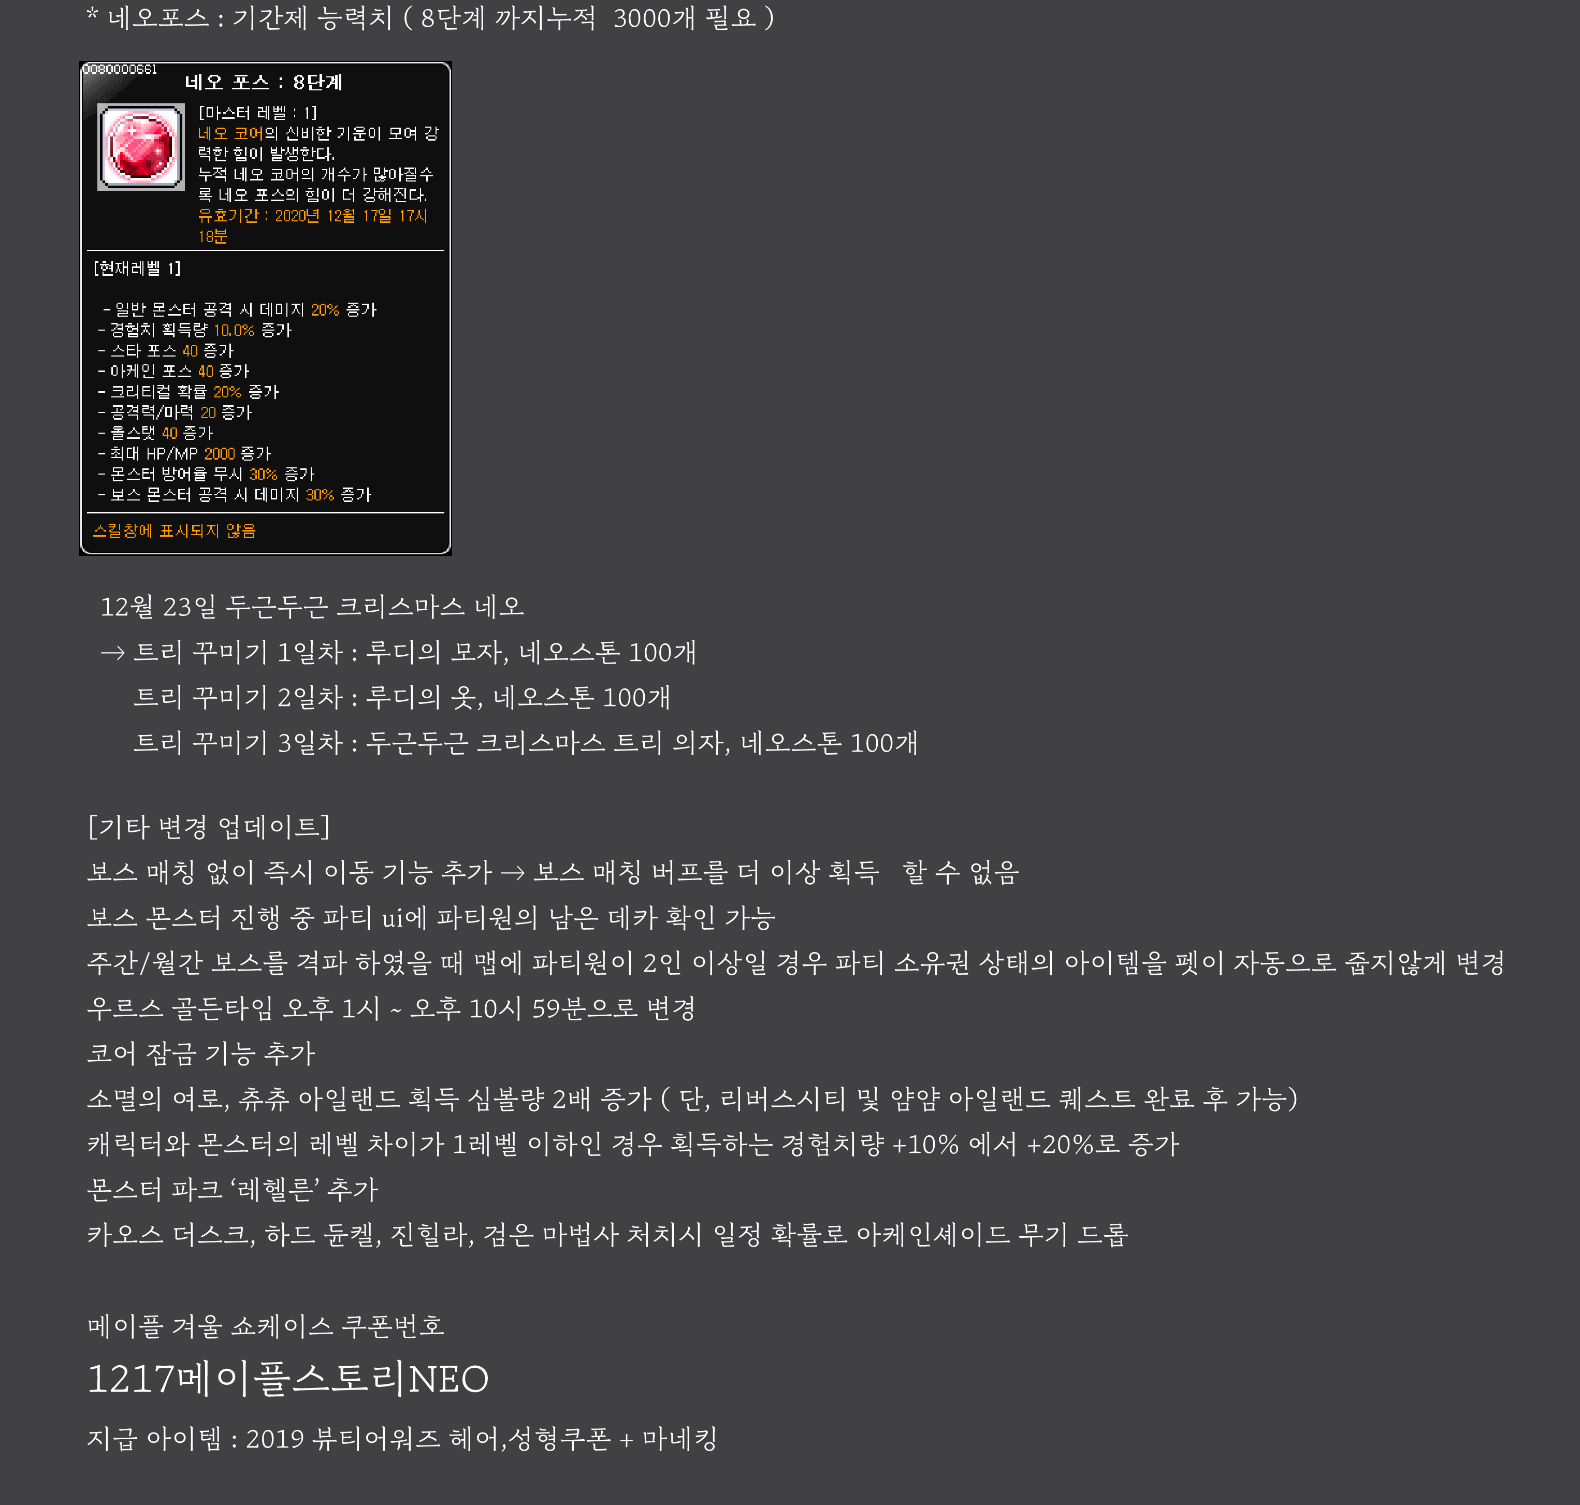 * 네오포스 : 기간제 능력치 ( 8단계 까지누적 3000개 필요 )
0080000661
네오 포스 : 8단계
[마스터 레벨 : 1]
네오 코어의 신비한 기운이 모여 강
력한 힘이 발생한다.
누적 네오 코어의 개수가 많아질수
록 네오 포스의 힘이 더 강해진다.
유효기간 : 2020년 12월 17일 17시
18분
[현재레벨 1]
- 일반 몬스터 공격 시 데미지 20% 증가
- 경험치 획득량 10.0% 증가
- 스타 포스 40 증가
- 아케인 포스 40 증가
- 크리티컬 확률 20% 증가
- 공격력/마력 20 증가
- 올스탯 40 증가
- 최대 HP/MP 2000 증가
- 몬스터 방어율 무시 30% 증가
- 보스 몬스터 공격 시 데미지 30% 증가
스킬창에 표시되지 않음
12월 23일 두근두근 크리스마스 네오
→ 트리 꾸미기 1일차 : 루디의 모자, 네오스톤 100개
트리 꾸미기 2일차 : 루디의 옷, 네오스톤 100개
트리 꾸미기 3일차 : 두근두근 크리스마스 트리 의자, 네오스톤 100개
[기타 변경 업데이트]
보스 매칭 없이 즉시 이동 기능 추가 → 보스 매칭 버프를 더 이상 획득 할 수 없음
보스 몬스터 진행 중 파티 ui에 파티원의 남은 데카 확인 가능
주간/월간 보스를 격파 하였을 때 맵에 파티원이 2인 이상일 경우 파티 소유권 상태의 아이템을 펫이 자동으로 줍지않게 변경
우르스 골든타임 오후 1시 ~ 오후 10시 59분으로 변경
코어 잠금 기능 추가
소멸의 여로, 츄츄 아일랜드 획득 심볼량 2배 증가 ( 단, 리버스시티 및 얌얌 아일랜드 퀘스트 완료 후 가능)
캐릭터와 몬스터의 레벨 차이가 1레벨 이하인 경우 획득하는 경험치량 +10% 에서 +20%로 증가
몬스터 파크 ‘레헬른’ 추가
카오스 더스크, 하드 듄켈, 진힐라, 검은 마법사 처치시 일정 확률로 아케인셰이드 무기 드롭
메이플 겨울 쇼케이스 쿠폰번호
1217메이플스토리NEO
지급 아이템 : 2019 뷰티어워즈 헤어,성형쿠폰 + 마네킹